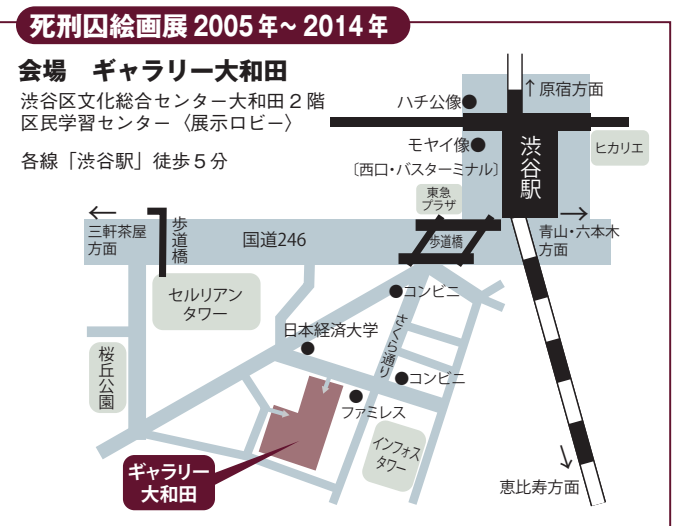 死刑囚絵画展 2005年~2014年
会場 ギャラリー大和田
渋谷区文化総合センター大和田2階
区民学習センター〈展示ロビー〉
各線「渋谷駅」徒歩5分
↑原宿方面
ハチ公像●
モヤイ像●
〔西口・バスターミナル〕
渋谷駅
ヒカリエ
東急
プラザ
←
三軒茶屋
方面
歩道橋
国道246
歩道橋
→
青山・六本木
方面
セルリアン
タワー
●コンビニ
さくら通り
日本経済大学
桜丘公園
●コンビニ
ファミレス
インフォス
タワー
ギャラリー
大和田
恵比寿方面